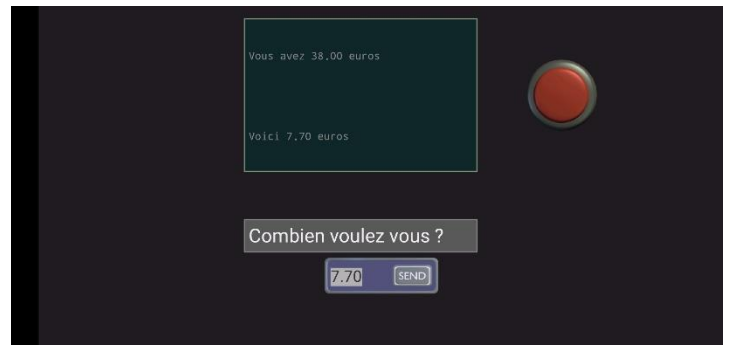 Vous avez 38.00 euros
Voici 7.70 euros
Combien voulez vous ?
7.70 SEND